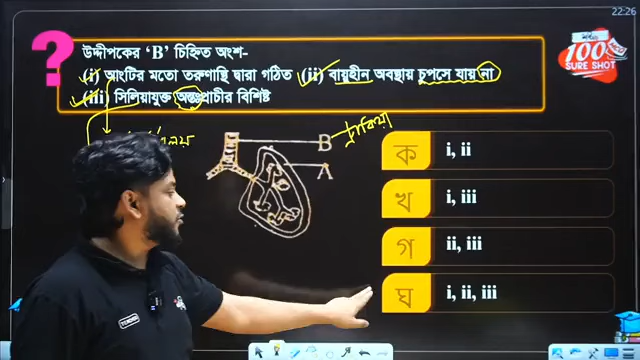 22:26
উদ্দীপকের ‘B’ চিহ্নিত অংশ-
(i) আংটির মতো তরুণাস্থি দ্বারা গঠিত (ii) বায়ুহীন অবস্থায় চুপসে যায় না
(iii) সিলিয়াযুক্ত অন্তঃপ্রাচীর বিশিষ্ট
100
SURE SHOT
B
ট্রাকিয়া
A
ক i, ii
খ i, iii
গ ii, iii
ঘ i, ii, iii